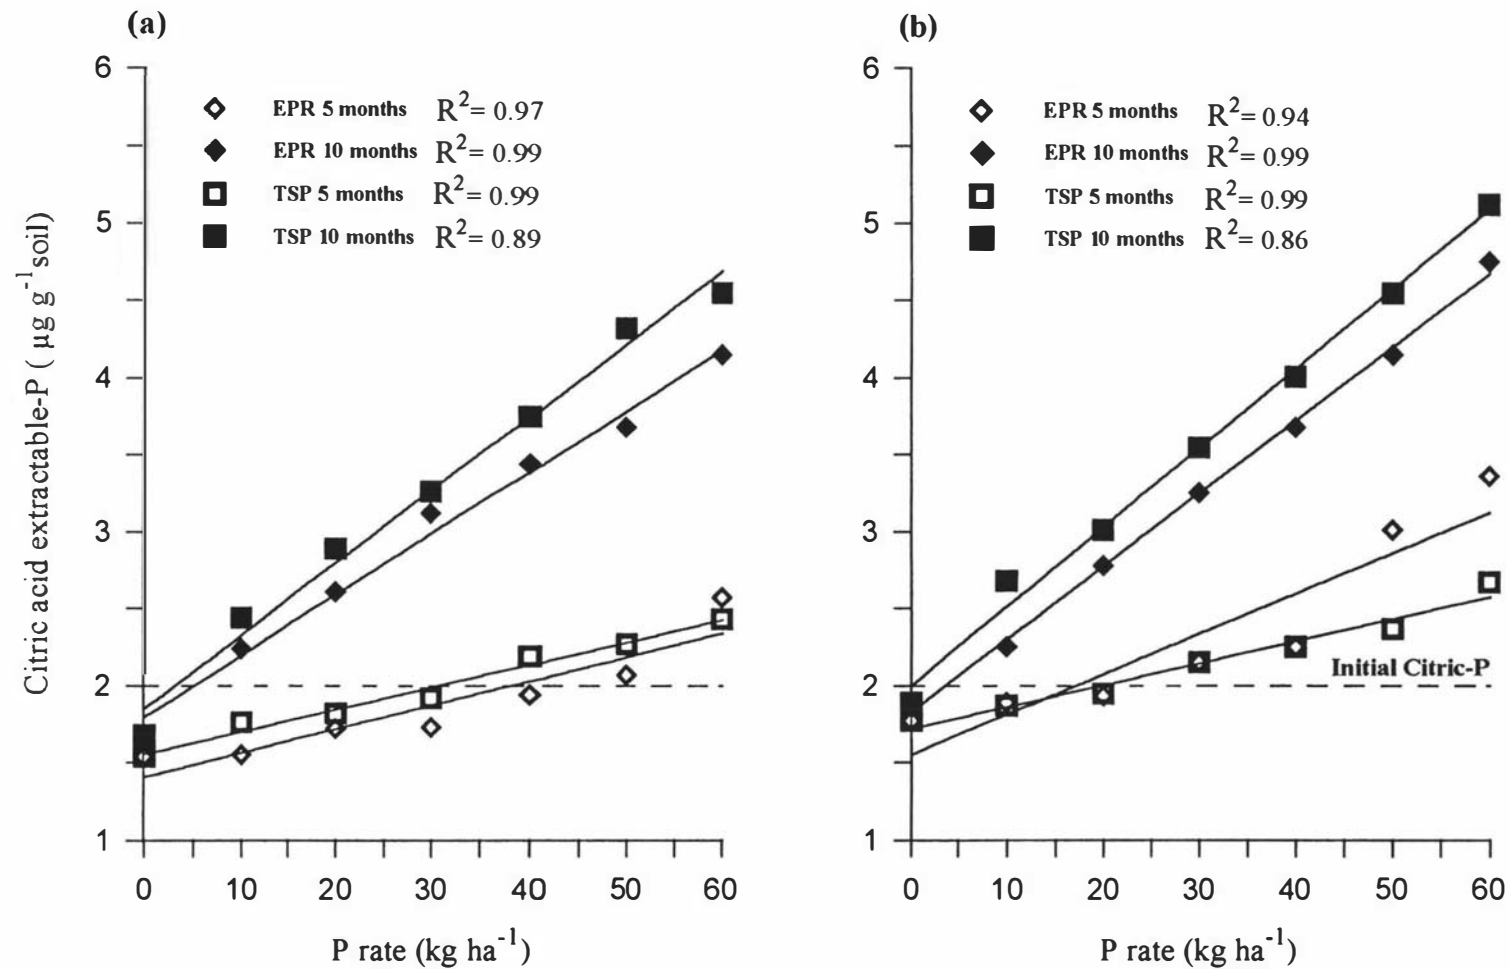 (a)
6
EPR 5 months R²= 0.97
EPR 10 months R²= 0.99
TSP 5 months R²= 0.99
TSP 10 months R²= 0.89
5
4
3
2
1
0 10 20 30 40 50 60
P rate (kg ha⁻¹)
Citric acid extractable-P ( µg g⁻¹ soil)
(b)
6
EPR 5 months R²= 0.94
EPR 10 months R²= 0.99
TSP 5 months R²= 0.99
TSP 10 months R²= 0.86
5
4
3
Initial Citric-P
2
1
0 10 20 30 40 50 60
P rate (kg ha⁻¹)